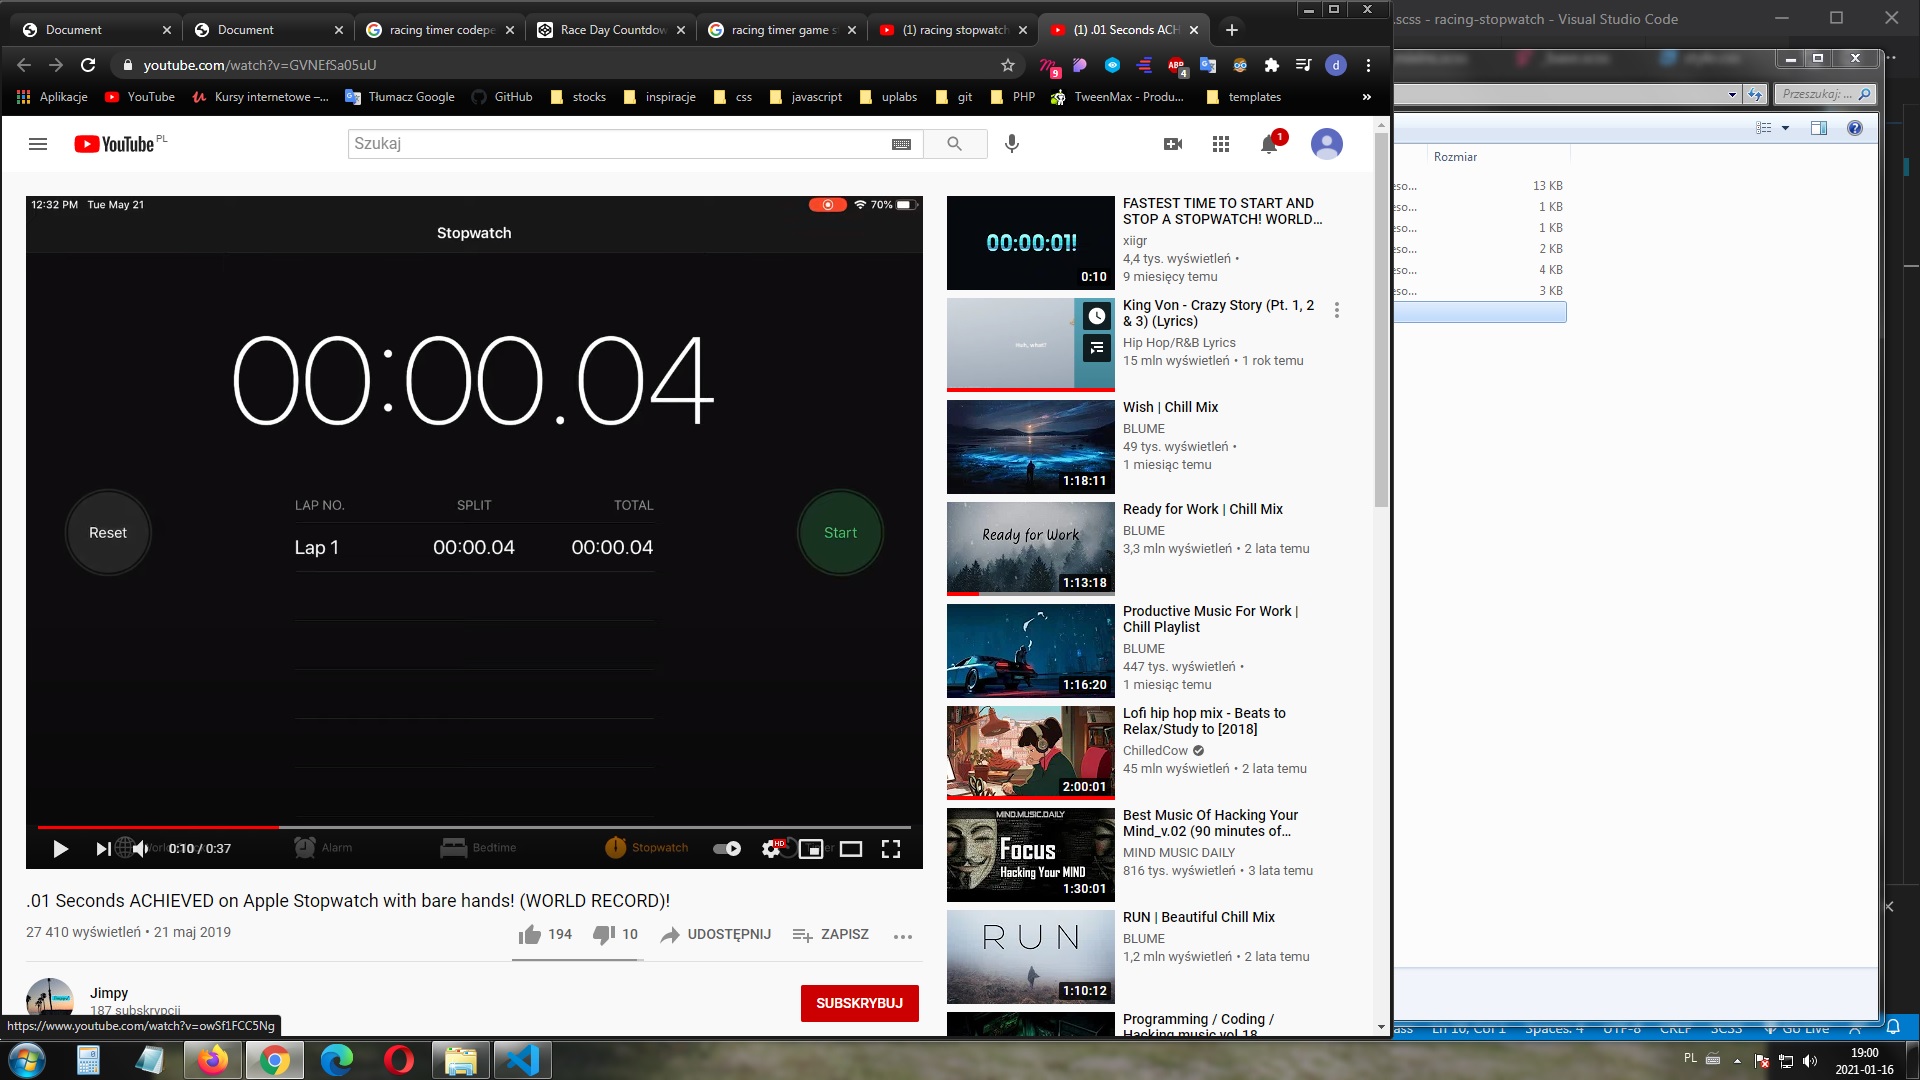 Document
Document
racing timer codepe
Race Day Countdow
racing timer game s
(1) racing stopwatch
(1) .01 Seconds ACH
.scss - racing-stopwatch - Visual Studio Code
youtube.com/watch?v=GVNEfSa05uU
9
4
d
Przeszukaj: ...
Aplikacje
YouTube
Kursy internetowe –...
Tłumacz Google
GitHub
stocks
inspiracje
css
javascript
uplabs
git
PHP
TweenMax - Produ...
templates
»
YouTube PL
Szukaj
1
Rozmiar
eso... 13 KB
eso... 1 KB
eso... 1 KB
eso... 2 KB
eso... 4 KB
eso... 3 KB
12:32 PM Tue May 21
70%
Stopwatch
00:00.04
LAP NO. SPLIT TOTAL
Reset
Lap 1 00:00.04 00:00.04
Start
0:10 / 0:37
Alarm
Bedtime
Stopwatch
HD
.01 Seconds ACHIEVED on Apple Stopwatch with bare hands! (WORLD RECORD)!
27 410 wyświetleń • 21 maj 2019
194
10
UDOSTĘPNIJ
ZAPISZ
Jimpy
187 subskrypcji
SUBSKRYBUJ
https://www.youtube.com/watch?v=owSf1FCC5Ng
00:00:01!
0:10
FASTEST TIME TO START AND
STOP A STOPWATCH! WORLD...
xiigr
4,4 tys. wyświetleń •
9 miesięcy temu
King Von - Crazy Story (Pt. 1, 2
& 3) (Lyrics)
Hip Hop/R&B Lyrics
15 mln wyświetleń • 1 rok temu
1:18:11
Wish | Chill Mix
BLUME
49 tys. wyświetleń •
1 miesiąc temu
Ready for Work
1:13:18
Ready for Work | Chill Mix
BLUME
3,3 mln wyświetleń • 2 lata temu
1:16:20
Productive Music For Work |
Chill Playlist
BLUME
447 tys. wyświetleń •
1 miesiąc temu
2:00:01
Lofi hip hop mix - Beats to
Relax/Study to [2018]
ChilledCow
45 mln wyświetleń • 2 lata temu
MIND.MUSIC.DAILY
Focus
Hacking Your MIND
1:30:01
Best Music Of Hacking Your
Mind_v.02 (90 minutes of...
MIND MUSIC DAILY
816 tys. wyświetleń • 3 lata temu
RUN
1:10:12
RUN | Beautiful Chill Mix
BLUME
1,2 mln wyświetleń • 2 lata temu
Programming / Coding /
Hacking music vol.18
Ln 10, Col 1
Spaces: 4
UTF-8
CRLF
SCSS
Go Live
PL
19:00
2021-01-16